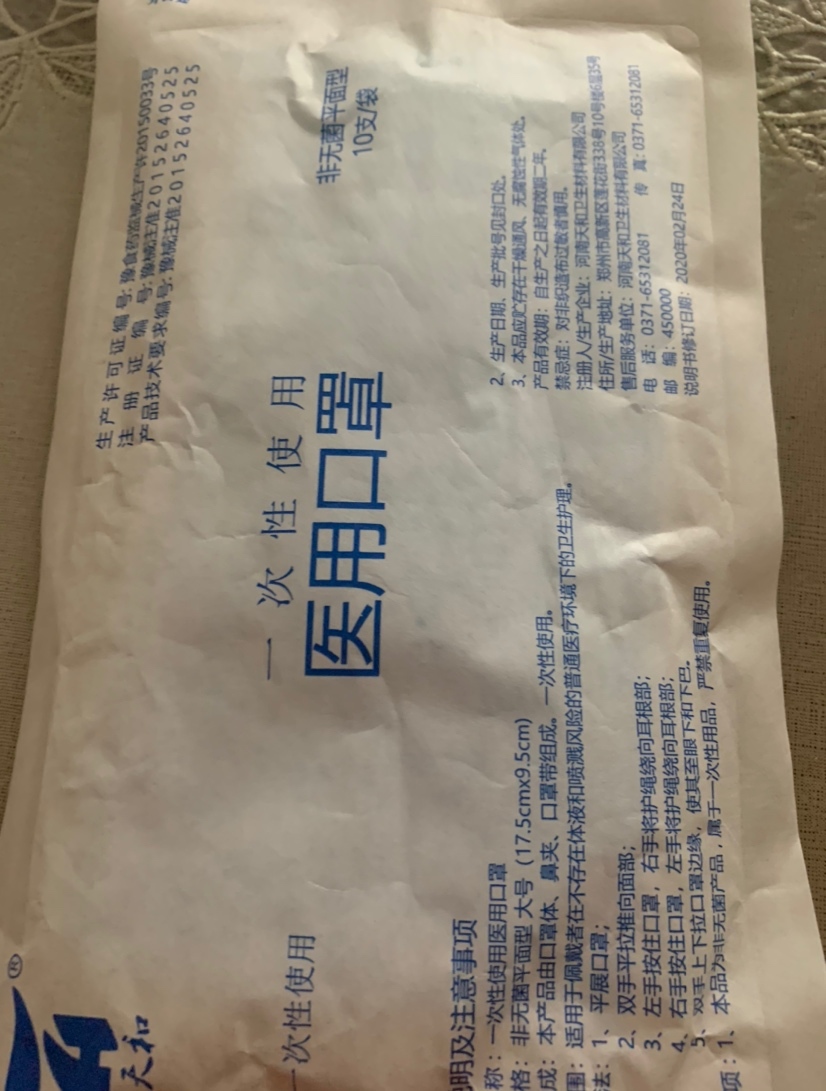 天和
®
生产许可证编号: 豫食药监械生产许20150033号
注册证编号: 豫械注准20152640525
产品技术要求编号: 豫械注准20152640525
非无菌平面型
10支/袋
一次性使用
医用口罩
一次性使用
明及注意事项
称: 一次性使用医用口罩
格: 非无菌平面型 大号 (17.5cmx9.5cm)
成: 本产品由口罩体、鼻夹、口罩带组成。一次性使用。
围: 适用于佩戴者在不存在体液和喷溅风险的普通医疗环境下的卫生护理。
法: 1、平展口罩;
2、双手平拉推向面部;
3、左手按住口罩, 右手将护绳绕向耳根部;
4、右手按住口罩, 左手将护绳绕向耳根部;
5、双手上下拉口罩边缘, 使其至眼下和下巴。
项: 1、本品为非无菌产品, 属于一次性用品, 严禁重复使用。
2、生产日期、生产批号见封口处。
3、本品应贮存在干燥通风、无腐蚀性气体处。
产品有效期: 自生产之日起有效期二年。
禁忌症: 对非织造布过敏者慎用。
注册人/生产企业: 河南天和卫生材料有限公司
住所/生产地址: 郑州市高新区莲花街338号10号楼6层35号
售后服务单位: 河南天和卫生材料有限公司
电 话: 0371-65312081 传 真: 0371-65312081
邮 编: 450000
说明书修订日期: 2020年02月24日